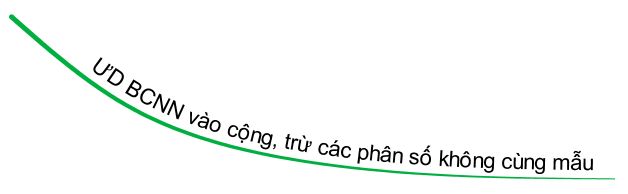 ƯD BCNN vào cộng, trừ các phân số không cùng mẫu